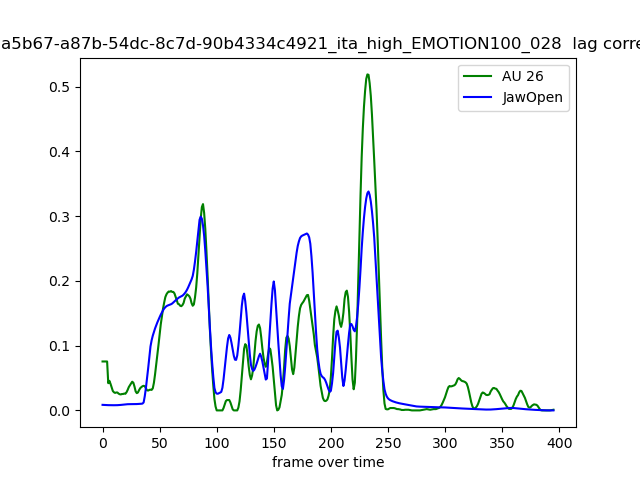 a5b67-a87b-54dc-8c7d-90b4334c4921_ita_high_EMOTION100_028 lag corre
AU 26
JawOpen
0.5
0.4
0.3
0.2
0.1
0.0
0 50 100 150 200 250 300 350 400
frame over time